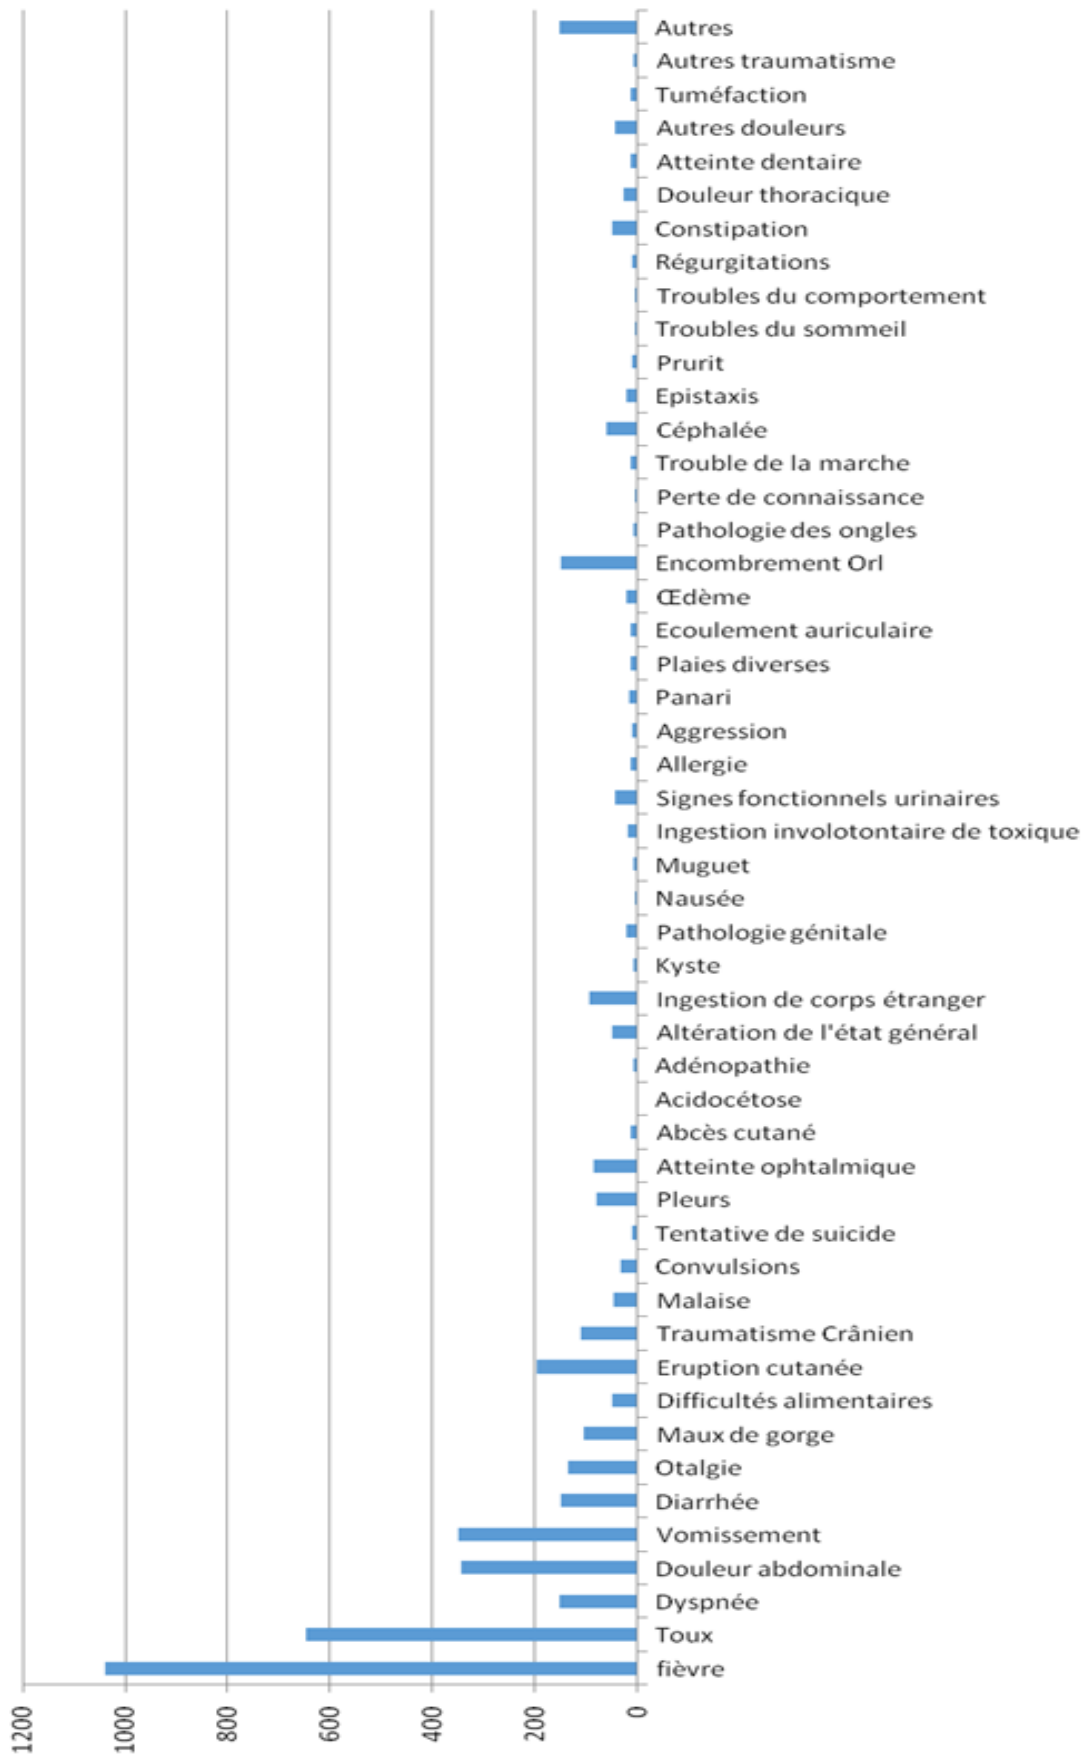 Autres
Autres traumatisme
Tuméfaction
Autres douleurs
Atteinte dentaire
Douleur thoracique
Constipation
Régurgitations
Troubles du comportement
Troubles du sommeil
Prurit
Epistaxis
Céphalée
Trouble de la marche
Perte de connaissance
Pathologie des ongles
Encombrement Orl
Œdème
Ecoulement auriculaire
Plaies diverses
Panari
Aggression
Allergie
Signes fonctionnels urinaires
Ingestion involotontaire de toxique
Muguet
Nausée
Pathologie génitale
Kyste
Ingestion de corps étranger
Altération de l'état général
Adénopathie
Acidocétose
Abcès cutané
Atteinte ophtalmique
Pleurs
Tentative de suicide
Convulsions
Malaise
Traumatisme Crânien
Eruption cutanée
Difficultés alimentaires
Maux de gorge
Otalgie
Diarrhée
Vomissement
Douleur abdominale
Dyspnée
Toux
fièvre
1200
1000
800
600
400
200
0